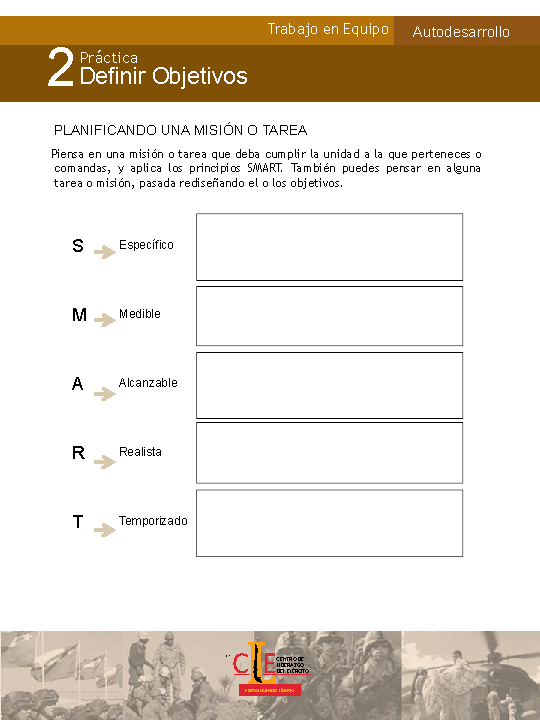 Trabajo en Equipo
Autodesarrollo
2
Práctica
Definir Objetivos
PLANIFICANDO UNA MISIÓN O TAREA
Piensa en una misión o tarea que deba cumplir la unidad a la que perteneces o
comandas, y aplica los principios SMART. También puedes pensar en alguna
tarea o misión, pasada rediseñando el o los objetivos.
S Específico
M Medible
A Alcanzable
R Realista
T Temporizado
CLE
CENTRO DE
LIDERAZGO
DEL EJÉRCITO